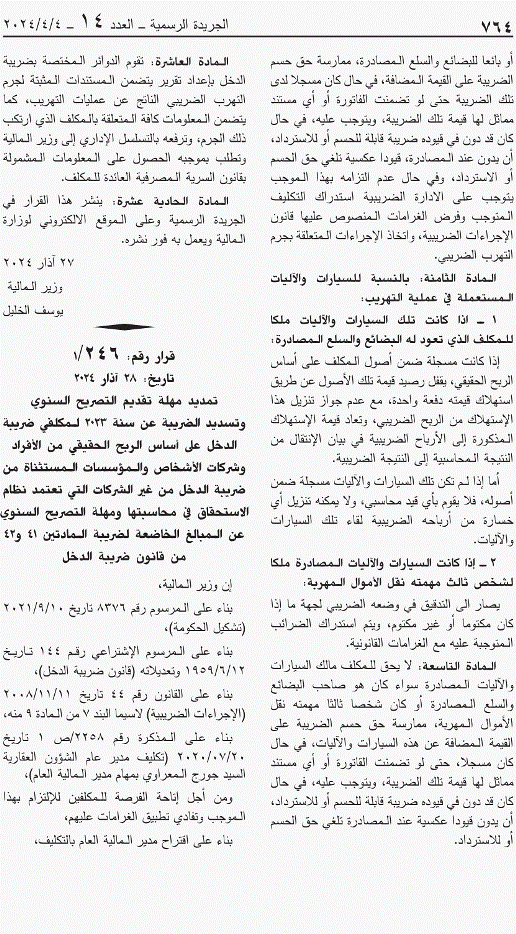 ٧٦٤
الجريدة الرسمية – العدد ١٤ – ٢٠٢٤/٤/٤
أو بائعا للبضائع والسلع المصادرة، ممارسة حق حسم
الضريبة على القيمة المضافة، في حال كان مسجلا لدى
تلك الضريبة حتى لو تضمنت الفاتورة أو أي مستند
مماثل لها قيمة تلك الضريبة، ويتوجب عليه، في حال
كان قد دون في قيوده ضريبة قابلة للحسم أو للاسترداد،
أن يدون عند المصادرة، قيودا عكسية تلغي حق الحسم
أو الاسترداد، وفي حال عدم التزامه بهذا الموجب
يتوجب على الادارة الضريبية استدراك التكليف
المتوجب وفرض الغرامات المنصوص عليها قانون
الإجراءات الضريبية، واتخاذ الإجراءات المتعلقة بجرم
التهرب الضريبي.
المادة الثامنة: بالنسبة للسيارات والآليات
المستعملة في عملية التهريب:
١ – اذا كانت تلك السيارات والآليات ملكا
للمكلف الذي تعود له البضائع والسلع المصادرة:
إذا كانت مسجلة ضمن أصول المكلف على أساس
الربح الحقيقي، يقفل رصيد قيمة تلك الأصول عن طريق
استهلاك قيمته دفعة واحدة، مع عدم جواز تنزيل هذا
الإستهلاك من الربح الضريبي، وتعاد قيمة الإستهلاك
المذكورة إلى الأرباح الضريبية في بيان الإنتقال من
النتيجة المحاسبية إلى النتيجة الضريبية.
أما إذا لم تكن تلك السيارات والآليات مسجلة ضمن
أصوله، فلا يقوم بأي قيد محاسبي، ولا يمكنه تنزيل أي
خسارة من أرباحه الضريبية لقاء تلك السيارات
والآليات.
٢ – إذا كانت السيارات والآليات المصادرة ملكا
لشخص ثالث مهمته نقل الأموال المهربة:
يصار الى التدقيق في وضعه الضريبي لجهة ما إذا
كان مكتوما أو غير مكتوم، ويتم استدراك الضرائب
المتوجبة عليه مع الغرامات القانونية.
المادة التاسعة: لا يحق للمكلف مالك السيارات
والآليات المصادرة سواء كان هو صاحب البضائع
والسلع المصادرة أو كان شخصا ثالثا مهمته نقل
الأموال المهربة، ممارسة حق حسم الضريبة على
القيمة المضافة عن هذه السيارات والآليات، في حال
كان مسجلا، حتى لو تضمنت الفاتورة أو أي مستند
مماثل لها قيمة تلك الضريبة، ويتوجب عليه، في حال
كان قد دون في قيوده ضريبة قابلة للحسم أو للاسترداد،
أن يدون قيودا عكسية عند المصادرة تلغي حق الحسم
أو للاسترداد.
المادة العاشرة: تقوم الدوائر المختصة بضريبة
الدخل بإعداد تقرير يتضمن المستندات المثبتة لجرم
التهرب الضريبي الناتج عن عمليات التهريب، كما
يتضمن المعلومات كافة المتعلقة بالمكلف الذي ارتكب
ذلك الجرم، وترفعه بالتسلسل الإداري إلى وزير المالية
وتطلب بموجبه الحصول على المعلومات المشمولة
بقانون السرية المصرفية العائدة للمكلف.
المادة الحادية عشرة: ينشر هذا القرار في
الجريدة الرسمية وعلى الموقع الالكتروني لوزارة
المالية ويعمل به فور نشره.
٢٧ آذار ٢٠٢٤
وزير المالية
يوسف الخليل
قرار رقم: ١/٢٤٦
تاريخ: ٢٨ آذار ٢٠٢٤
تمديد مهلة تقديم التصريح السنوي
وتسديد الضريبة عن سنة ٢٠٢٣ لمكلفي ضريبة
الدخل على أساس الربح الحقيقي من الأفراد
وشركات الأشخاص والمؤسسات المستثناة من
ضريبة الدخل من غير الشركات التي تعتمد نظام
الاستحقاق في محاسبتها ومهلة التصريح السنوي
عن المبالغ الخاضعة لضريبة المادتين ٤١ و٤٢
من قانون ضريبة الدخل
إن وزير المالية،
بناء على المرسوم رقم ٨٣٧٦ تاريخ ٢٠٢١/٩/١٠
(تشكيل الحكومة)،
بناء على المرسوم الإشتراعي رقم ١٤٤ تاريخ
١٩٥٩/٦/١٢ وتعديلاته (قانون ضريبة الدخل)،
بناء على القانون رقم ٤٤ تاريخ ٢٠٠٨/١١/١١
(الإجراءات الضريبية) لاسيما البند ٧ من المادة ٩ منه،
بناء على المذكرة رقم ٢٢٥٨/ص ١ تاريخ
٢٠٢٠/٠٧/٢٠ (تكليف مدير عام الشؤون العقارية
السيد جورج المعراوي بمهام مدير المالية العام)،
ومن أجل إتاحة الفرصة للمكلفين للإلتزام بهذا
الموجب وتفادي تطبيق الغرامات عليهم،
بناء على اقتراح مدير المالية العام بالتكليف،